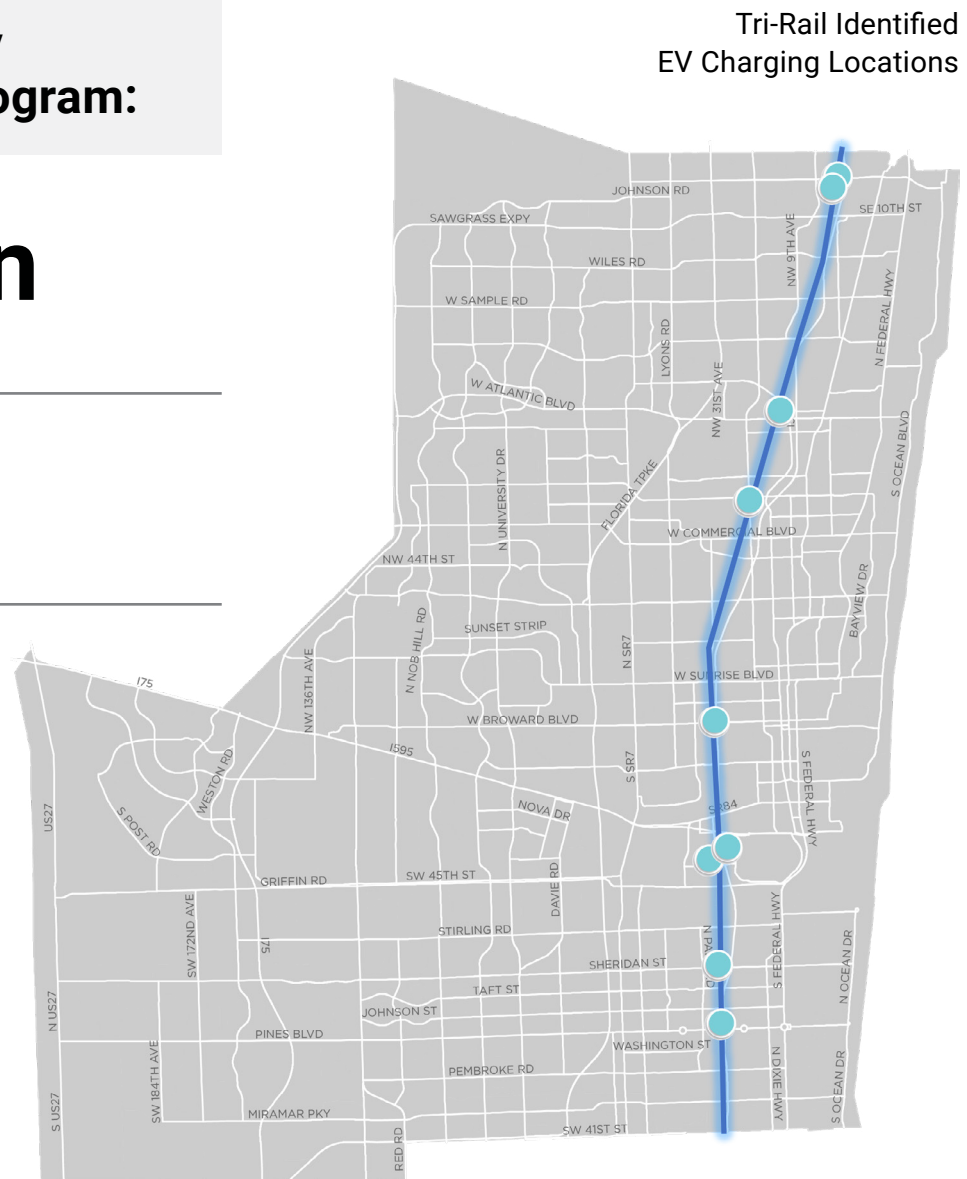 ogram:
n
Tri-Rail Identified
EV Charging Locations
JOHNSON RD
SE 10TH ST
SAWGRASS EXPY
NW 9TH AVE
WILES RD
W SAMPLE RD
N FEDERAL HWY
LYONS RD
NW 31ST AVE
W ATLANTIC BLVD
S OCEAN BLVD
N UNIVERSITY DR
FLORIDA TPKE
W COMMERCIAL BLVD
NW 44TH ST
BAYVIEW DR
SUNSET STRIP
N NOB HILL RD
N SR7
NW 136TH AVE
W SUNRISE BLVD
I75
W BROWARD BLVD
I595
WESTON RD
S SR7
S FEDERAL HWY
US27
S POST RD
NOVA DR
SR84
GRIFFIN RD
SW 45TH ST
DAVIE RD
SW 172ND AVE
I75
STIRLING RD
S FEDERAL HWY
SHERIDAN ST
N OCEAN DR
TAFT ST
N US27
JOHNSON ST
PINES BLVD
WASHINGTON ST
SW 184TH AVE
PEMBROKE RD
N DIXIE HWY
S OCEAN DR
S US27
MIRAMAR PKY
SW 41ST ST
RED RD